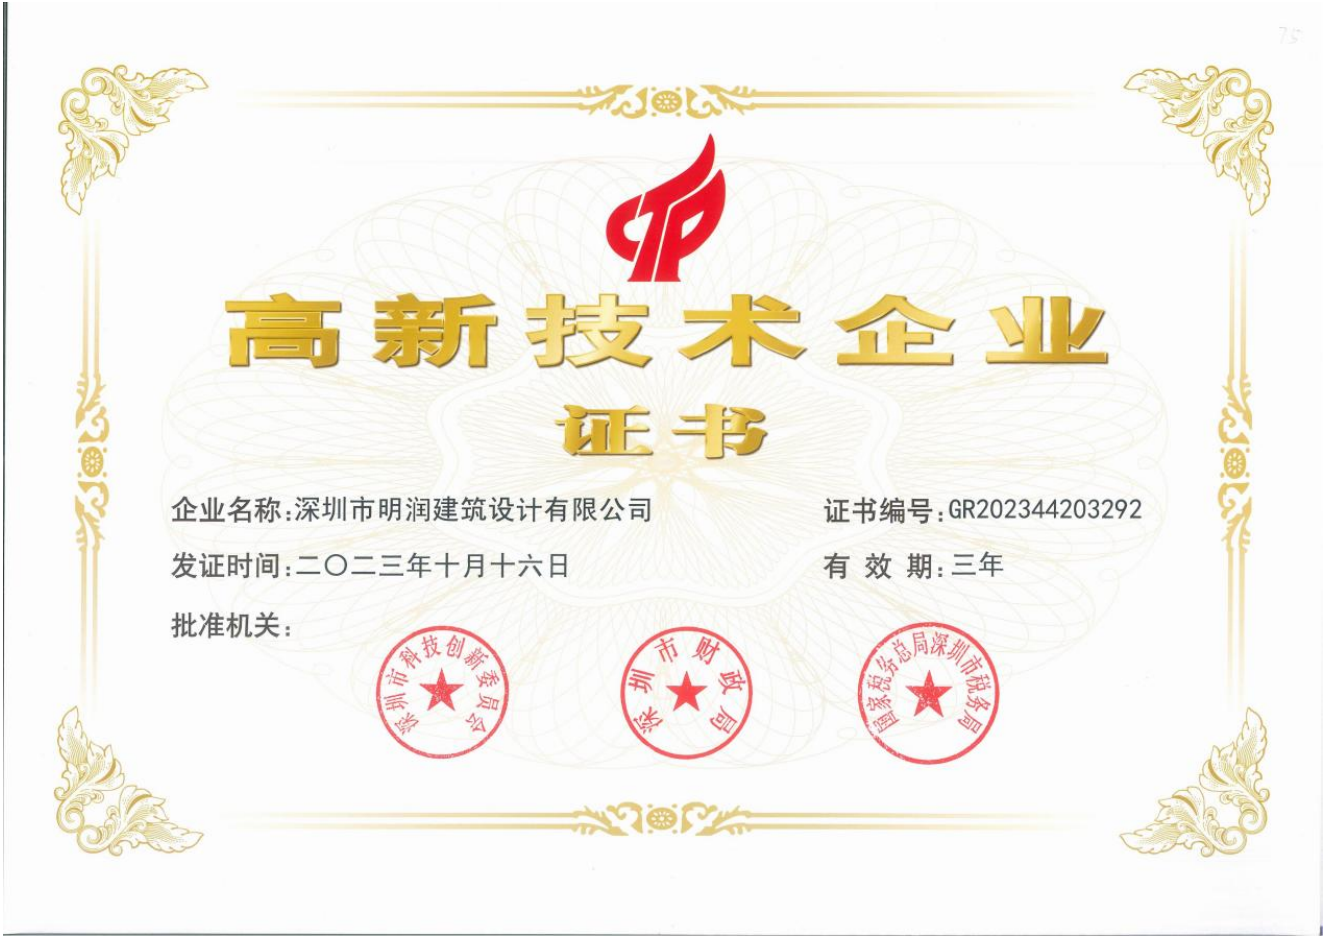 75
高新技术企业
证书
企业名称:深圳市明润建筑设计有限公司
证书编号:GR202344203292
发证时间:二〇二三年十月十六日
有效期:三年
批准机关:
深圳市科技创新委员会
深圳市财政局
国家税务总局深圳市税务局